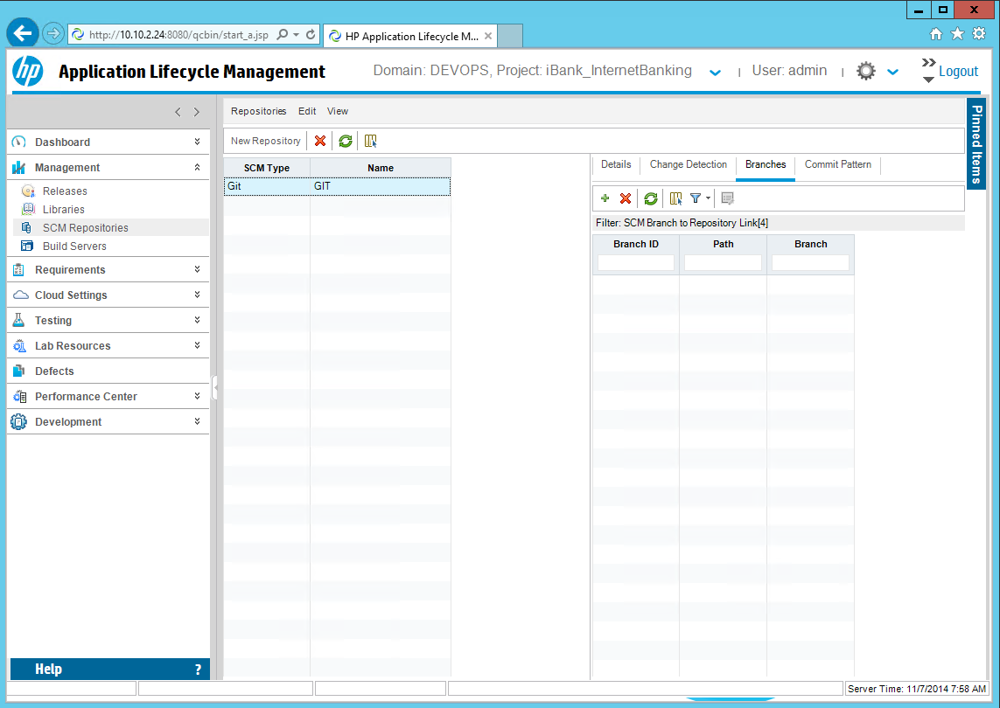 http://10.10.2.24:8080/qcbin/start_a.jsp
HP Application Lifecycle M...
hp
Application Lifecycle Management
Domain: DEVOPS, Project: iBank_InternetBanking
User: admin
Logout
Pinned Items
Dashboard
Management
Releases
Libraries
SCM Repositories
Build Servers
Requirements
Cloud Settings
Testing
Lab Resources
Defects
Performance Center
Development
Help ?
Repositories Edit View
New Repository
SCM Type Name
Git GIT
Details Change Detection Branches Commit Pattern
Filter: SCM Branch to Repository Link[4]
Branch ID Path Branch
Server Time: 11/7/2014 7:58 AM